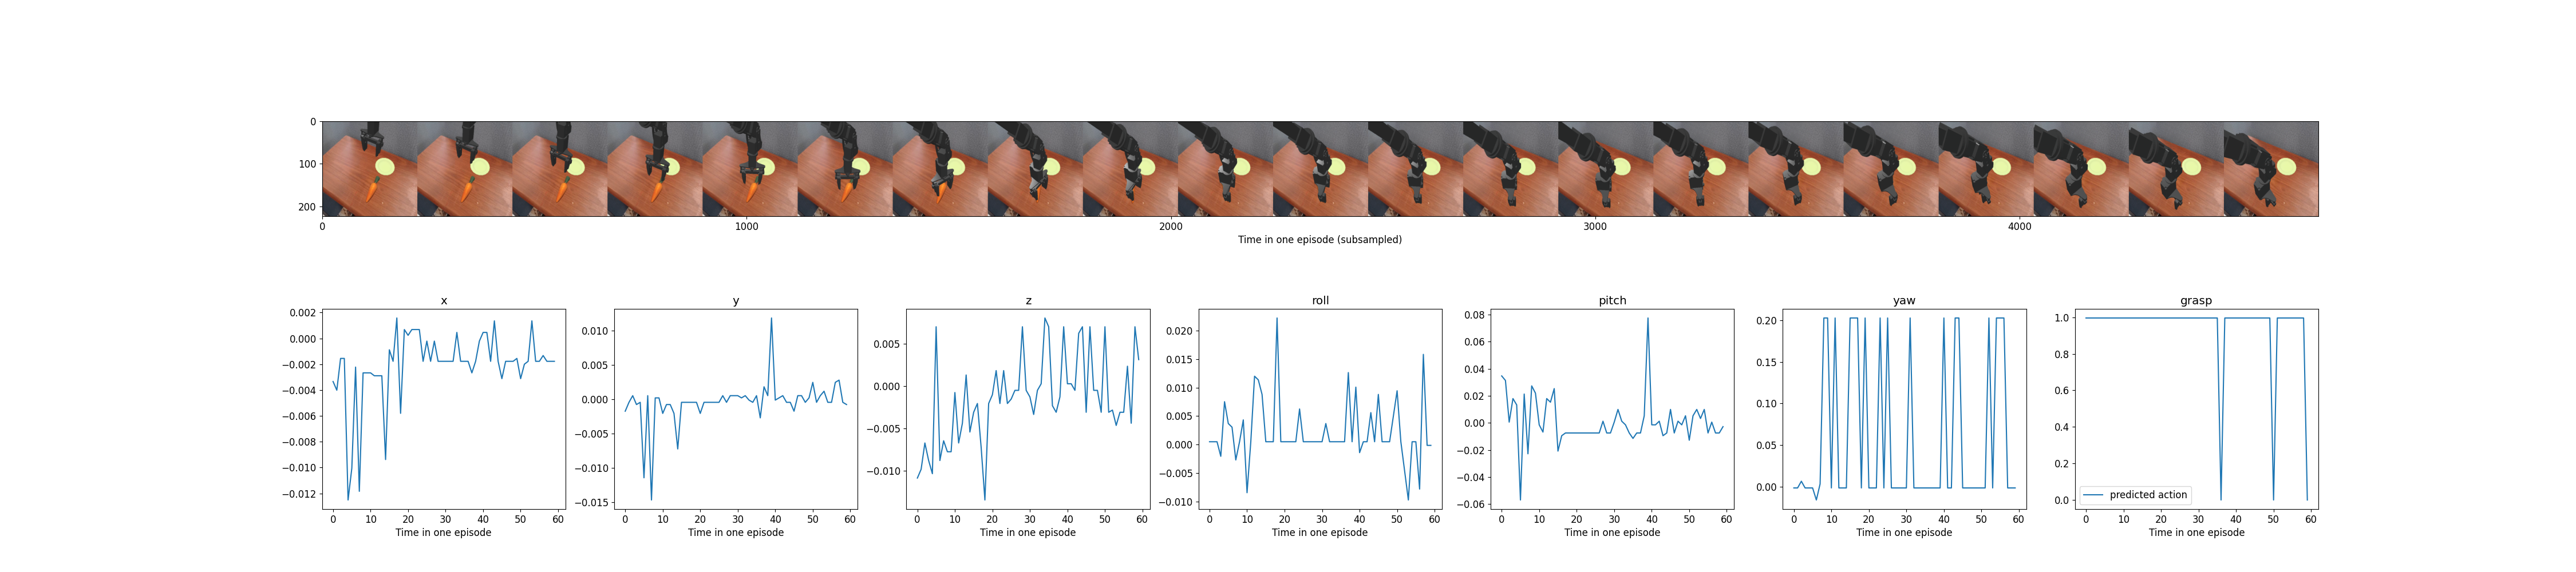 0
100
200
0 1000 2000 3000 4000
Time in one episode (subsampled)
x
0.002
0.000
−0.002
−0.004
−0.006
−0.008
−0.010
−0.012
0 10 20 30 40 50 60
Time in one episode
y
0.010
0.005
0.000
−0.005
−0.010
−0.015
0 10 20 30 40 50 60
Time in one episode
z
0.005
0.000
−0.005
−0.010
0 10 20 30 40 50 60
Time in one episode
roll
0.020
0.015
0.010
0.005
0.000
−0.005
−0.010
0 10 20 30 40 50 60
Time in one episode
pitch
0.08
0.06
0.04
0.02
0.00
−0.02
−0.04
−0.06
0 10 20 30 40 50 60
Time in one episode
yaw
0.20
0.15
0.10
0.05
0.00
0 10 20 30 40 50 60
Time in one episode
grasp
1.0
0.8
0.6
0.4
0.2
0.0
predicted action
0 10 20 30 40 50 60
Time in one episode